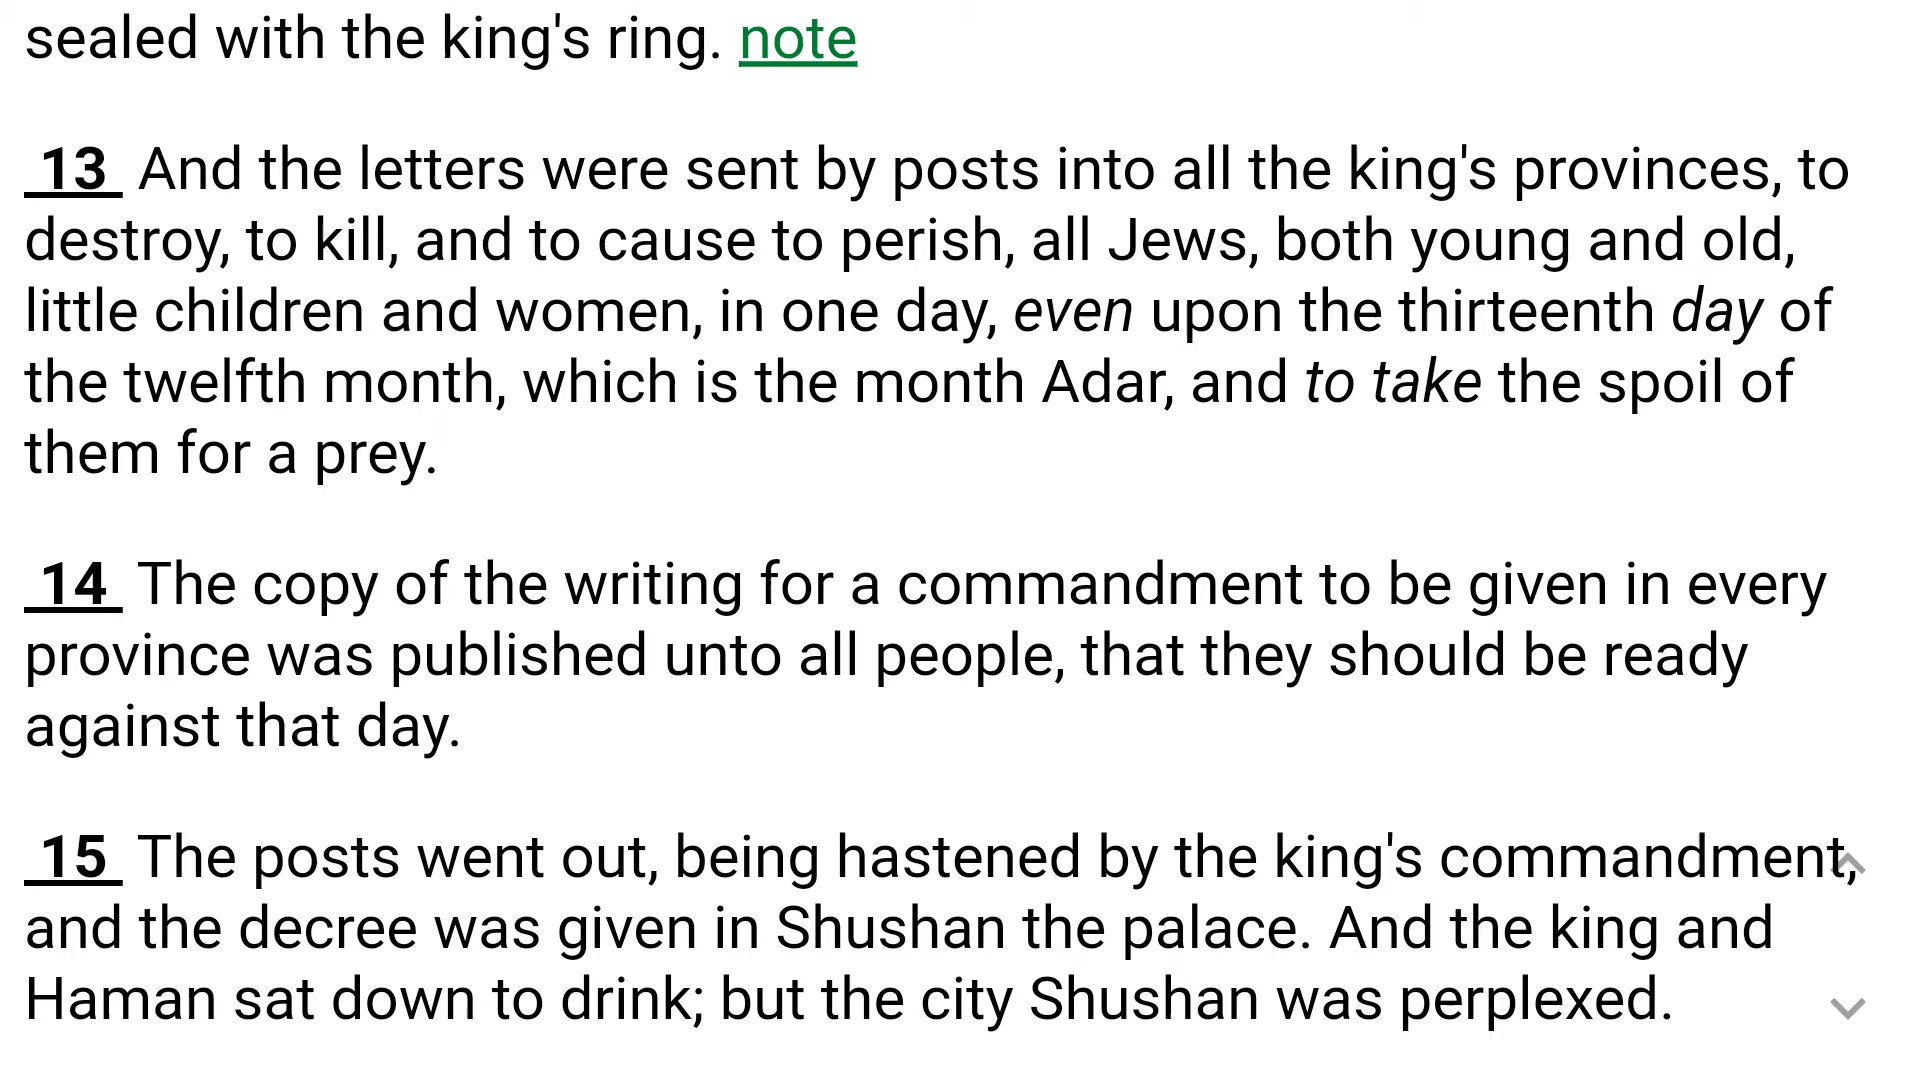 sealed with the king's ring. note
13 And the letters were sent by posts into all the king's provinces, to
destroy, to kill, and to cause to perish, all Jews, both young and old,
little children and women, in one day, even upon the thirteenth day of
the twelfth month, which is the month Adar, and to take the spoil of
them for a prey.
14 The copy of the writing for a commandment to be given in every
province was published unto all people, that they should be ready
against that day.
15 The posts went out, being hastened by the king's commandment,
and the decree was given in Shushan the palace. And the king and
Haman sat down to drink; but the city Shushan was perplexed.